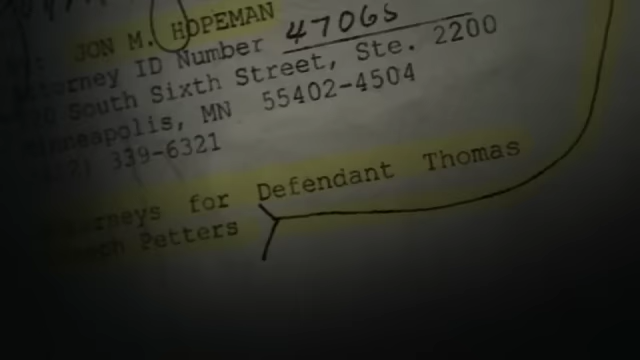 JON M. HOPEMAN
Attorney ID Number 47065
South Sixth Street, Ste. 2200
Minneapolis, MN 55402-4504
339-6321
Attorneys for Defendant Thomas
Petters